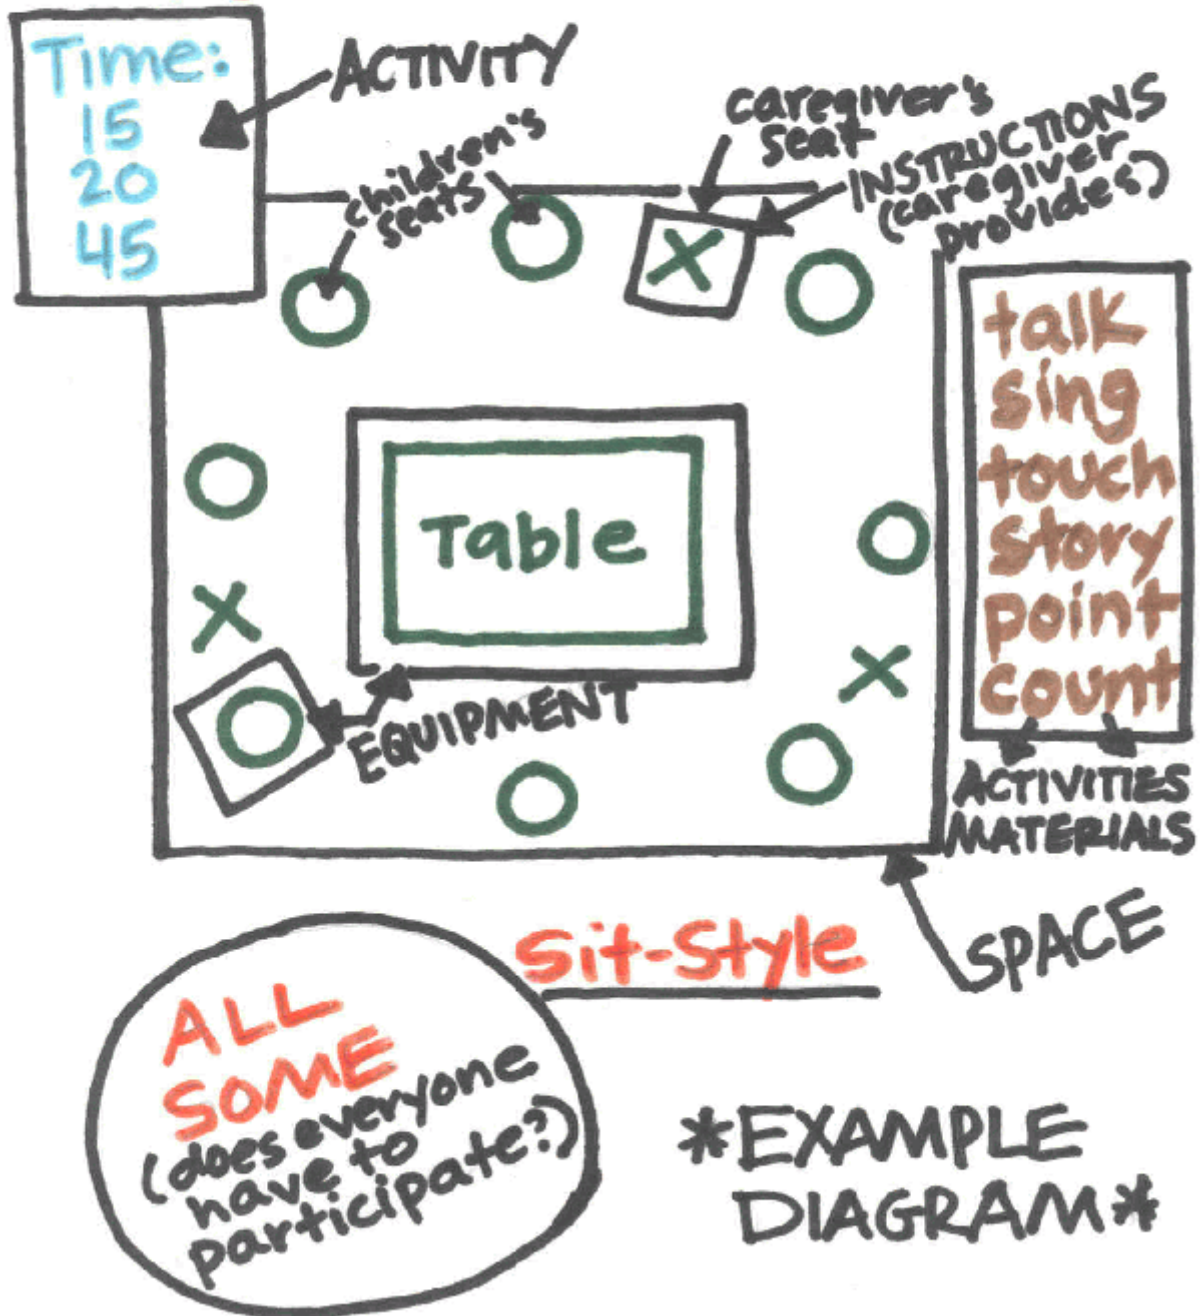 Time:
15
20
45
ACTIVITY
children's
seats
caregiver's
seat
INSTRUCTIONS
(caregiver
provides)
talk
sing
touch
story
point
count
Table
EQUIPMENT
ACTIVITIES
MATERIALS
SPACE
Sit-Style
ALL
SOME
(does everyone
have to
participate?)
*EXAMPLE
DIAGRAM*